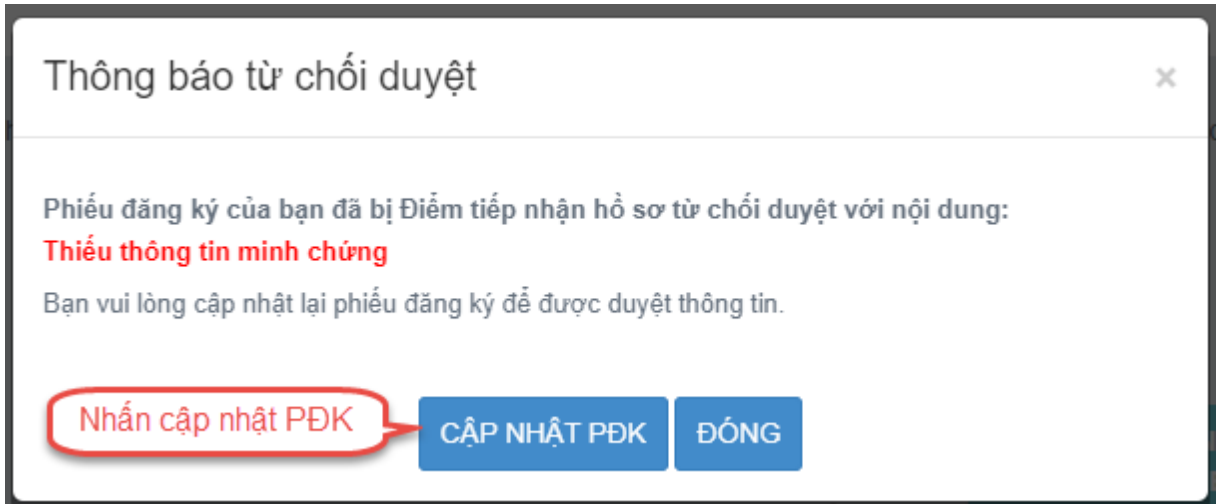 Thông báo từ chối duyệt
×
Phiếu đăng ký của bạn đã bị Điểm tiếp nhận hồ sơ từ chối duyệt với nội dung:
Thiếu thông tin minh chứng
Bạn vui lòng cập nhật lại phiếu đăng ký để được duyệt thông tin.
Nhấn cập nhật PĐK
CẬP NHẬT PĐK
ĐÓNG